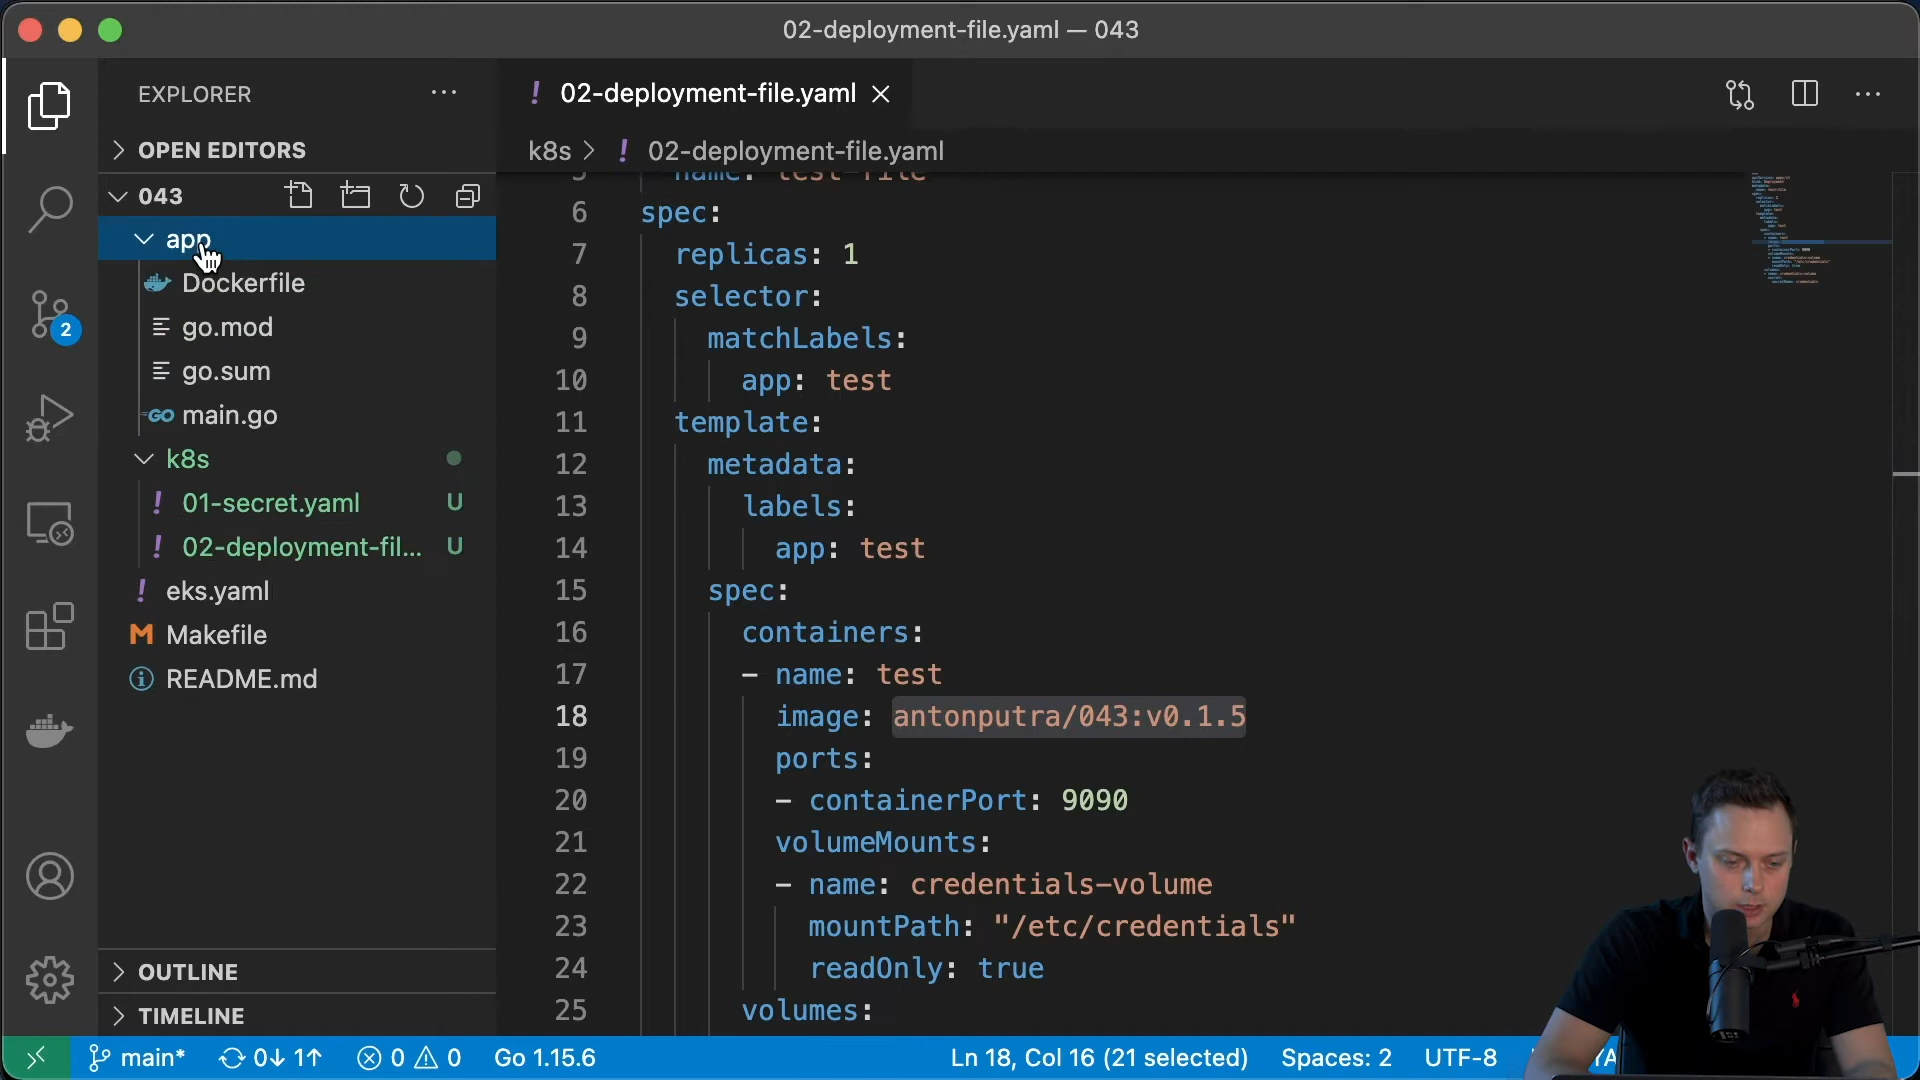 02-deployment-file.yaml — 043
EXPLORER
OPEN EDITORS
043
app
Dockerfile
go.mod
go.sum
GO main.go
k8s
! 01-secret.yaml U
! 02-deployment-fil... U
! eks.yaml
M Makefile
README.md
OUTLINE
TIMELINE
2
! 02-deployment-file.yaml
k8s > ! 02-deployment-file.yaml
5 name: test-file
6 spec:
7 replicas: 1
8 selector:
9 matchLabels:
10 app: test
11 template:
12 metadata:
13 labels:
14 app: test
15 spec:
16 containers:
17 - name: test
18 image: antonputra/043:v0.1.5
19 ports:
20 - containerPort: 9090
21 volumeMounts:
22 - name: credentials-volume
23 mountPath: "/etc/credentials"
24 readOnly: true
25 volumes:
main* 0↓ 1↑ 0 0 Go 1.15.6 Ln 18, Col 16 (21 selected) Spaces: 2 UTF-8